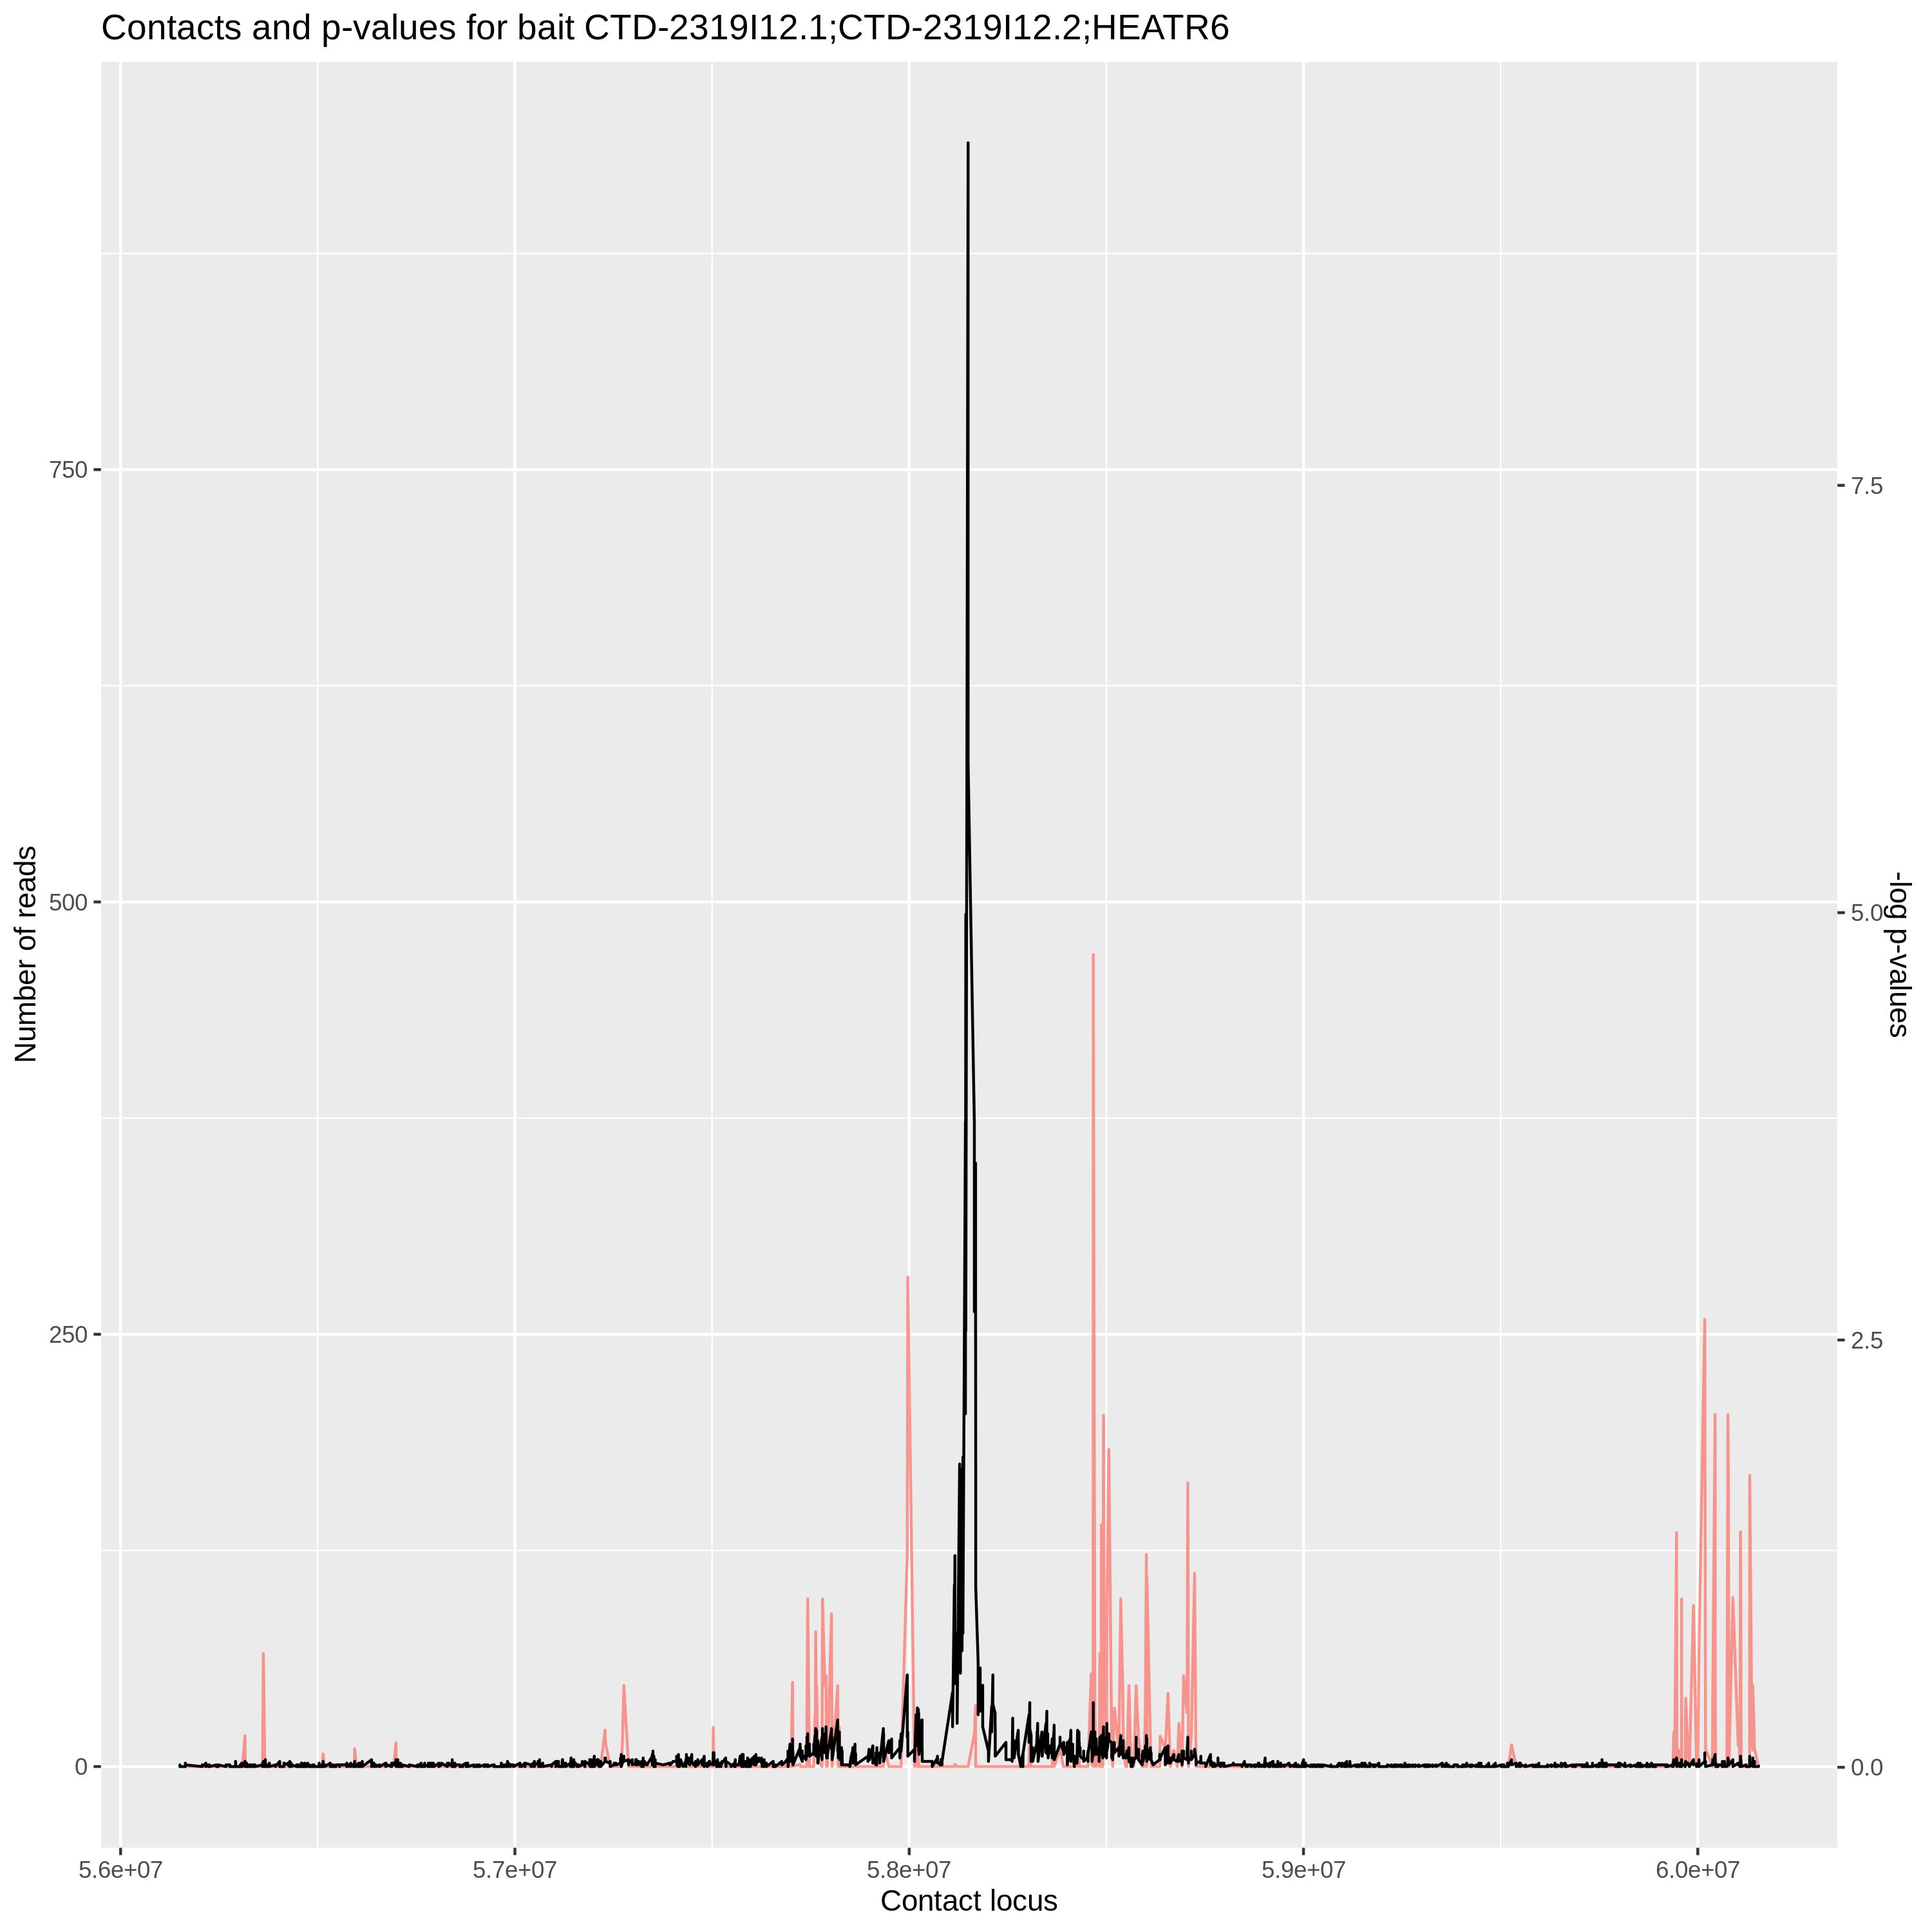 Contacts and p-values for bait CTD-2319I12.1;CTD-2319I12.2;HEATR6
Number of reads
750
500
250
0
7.5
5.0
2.5
0.0
-log p-values
5.6e+07
5.7e+07
5.8e+07
5.9e+07
6.0e+07
Contact locus